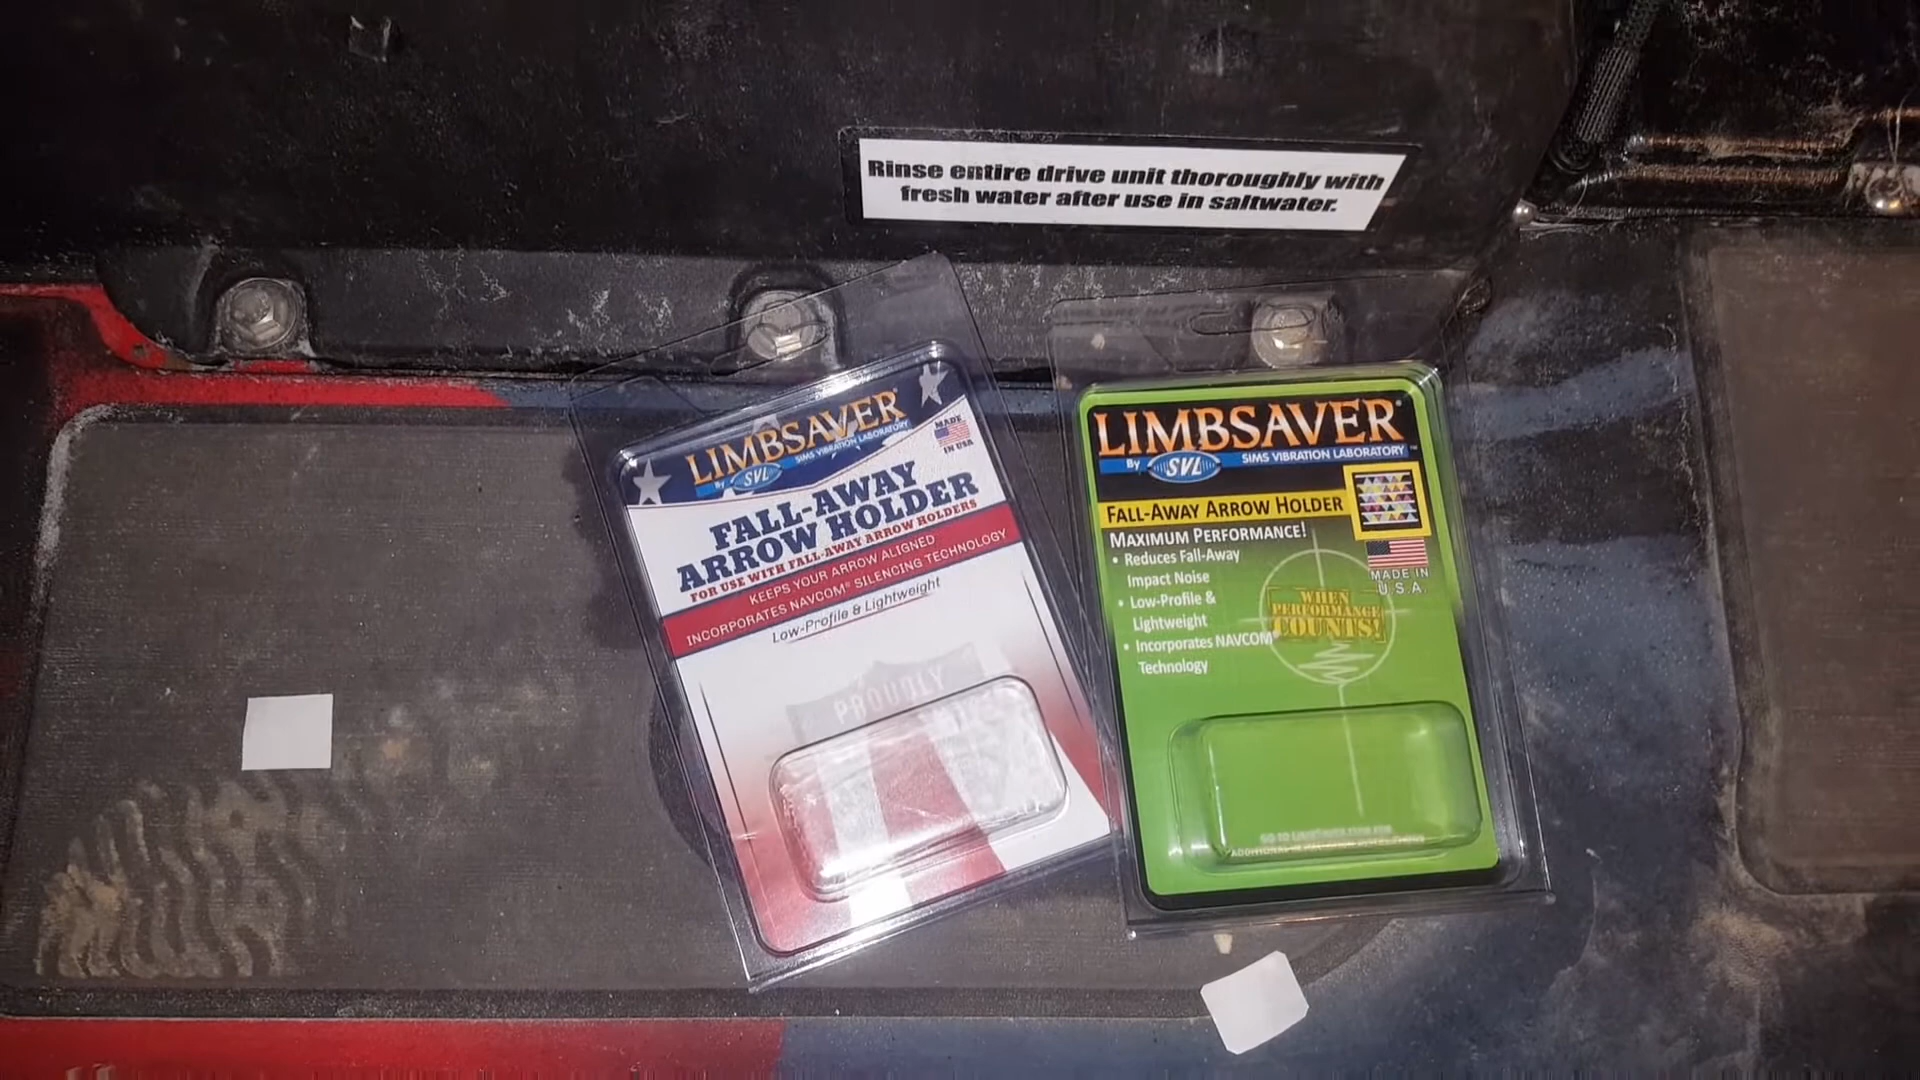 Rinse entire drive unit thoroughly with
fresh water after use in saltwater.
LIMBSAVER®
By SVL SIMS VIBRATION LABORATORY
MADE
IN USA
FALL-AWAY
ARROW HOLDER
FOR USE WITH FALL-AWAY ARROW HOLDERS
KEEPS YOUR ARROW ALIGNED
INCORPORATES NAVCOM® SILENCING TECHNOLOGY
Low-Profile & Lightweight
PROUDLY
LIMBSAVER®
By SVL SIMS VIBRATION LABORATORY™
FALL-AWAY ARROW HOLDER
MAXIMUM PERFORMANCE!
• Reduces Fall-Away
Impact Noise
• Low-Profile &
Lightweight
• Incorporates NAVCOM®
Technology
MADE IN
U.S.A.
WHEN
PERFORMANCE
COUNTS!